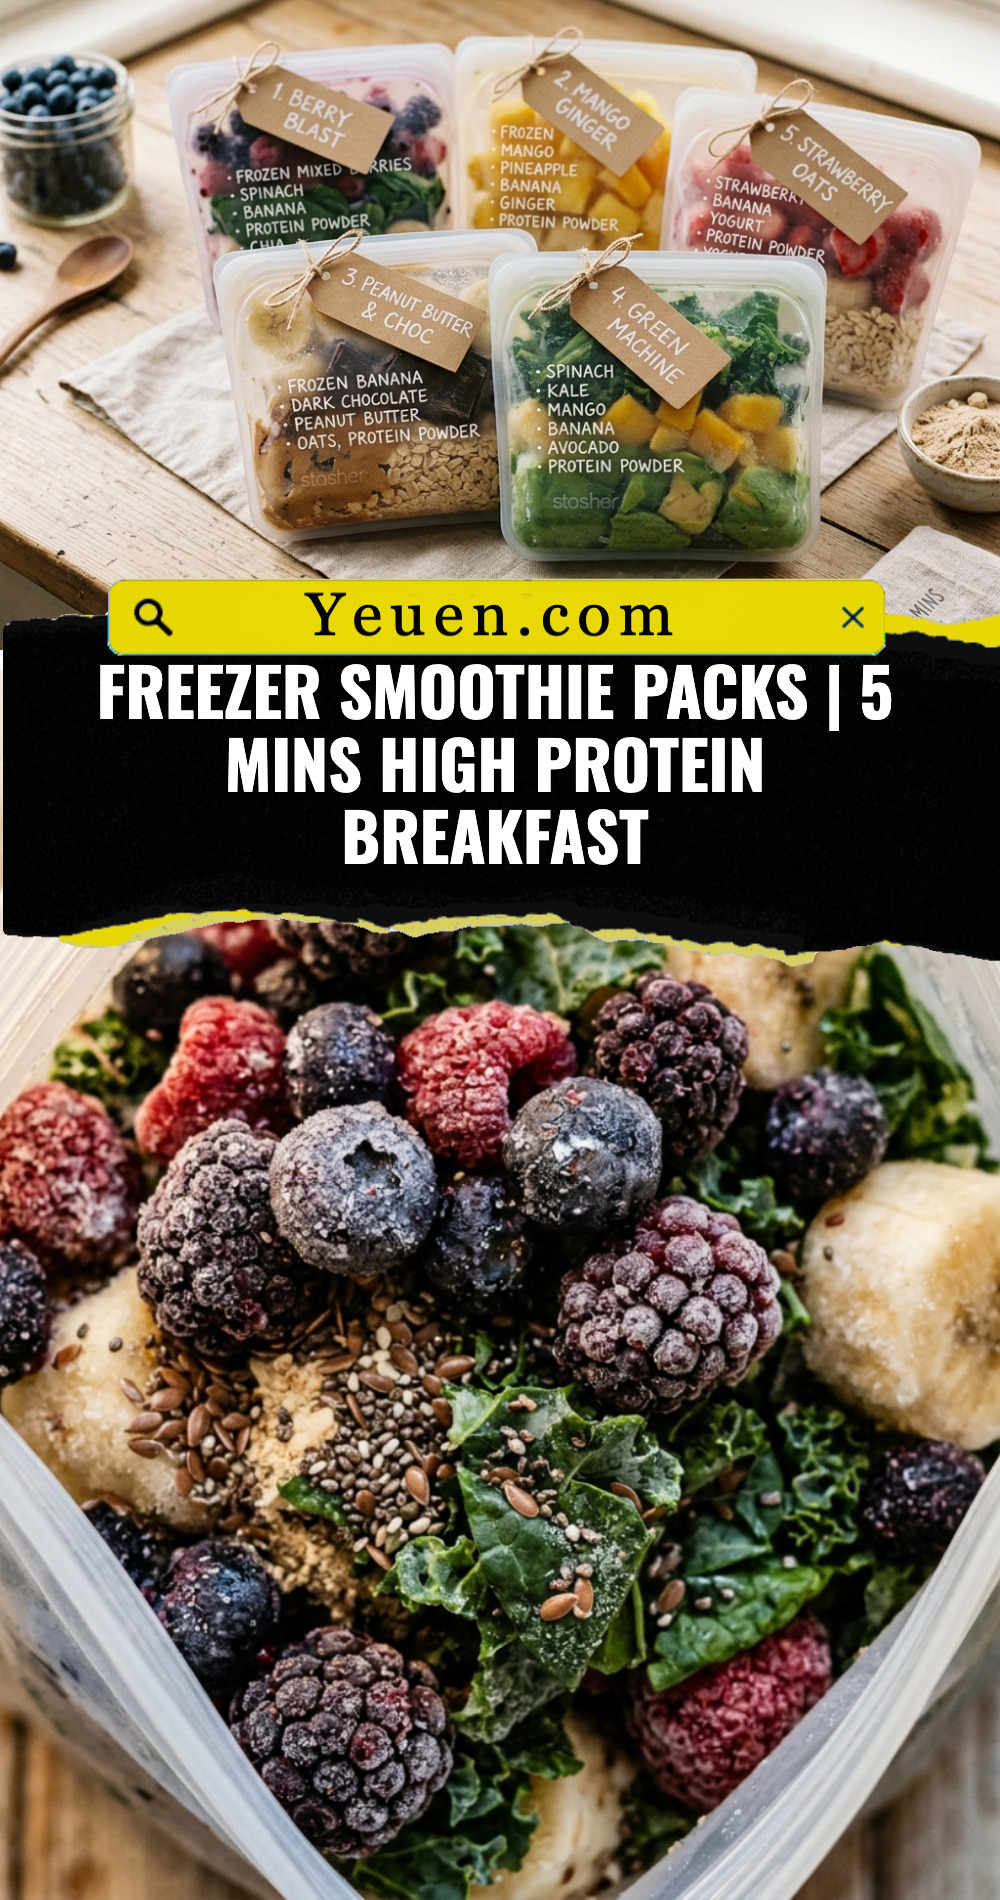 1. BERRY
BLAST
• FROZEN MIXED BERRIES
• SPINACH
• BANANA
• PROTEIN POWDER
• CHIA
2. MANGO
GINGER
• FROZEN
• MANGO
• PINEAPPLE
• BANANA
• GINGER
• PROTEIN POWDER
5. STRAWBERRY
OATS
• STRAWBERRY
• BANANA
YOGURT
• PROTEIN POWDER
3. PEANUT BUTTER
& CHOC
• FROZEN BANANA
• DARK CHOCOLATE
PEANUT BUTTER
• OATS, PROTEIN POWDER
stasher
4. GREEN
MACHINE
• SPINACH
• KALE
• MANGO
• BANANA
• AVOCADO
• PROTEIN POWDER
stasher
MINS
Yeuen.com
FREEZER SMOOTHIE PACKS | 5
MINS HIGH PROTEIN
BREAKFAST